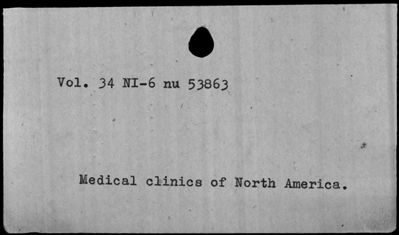 Vol. 34 NI-6 nu 53863
Medical clinics of North America.